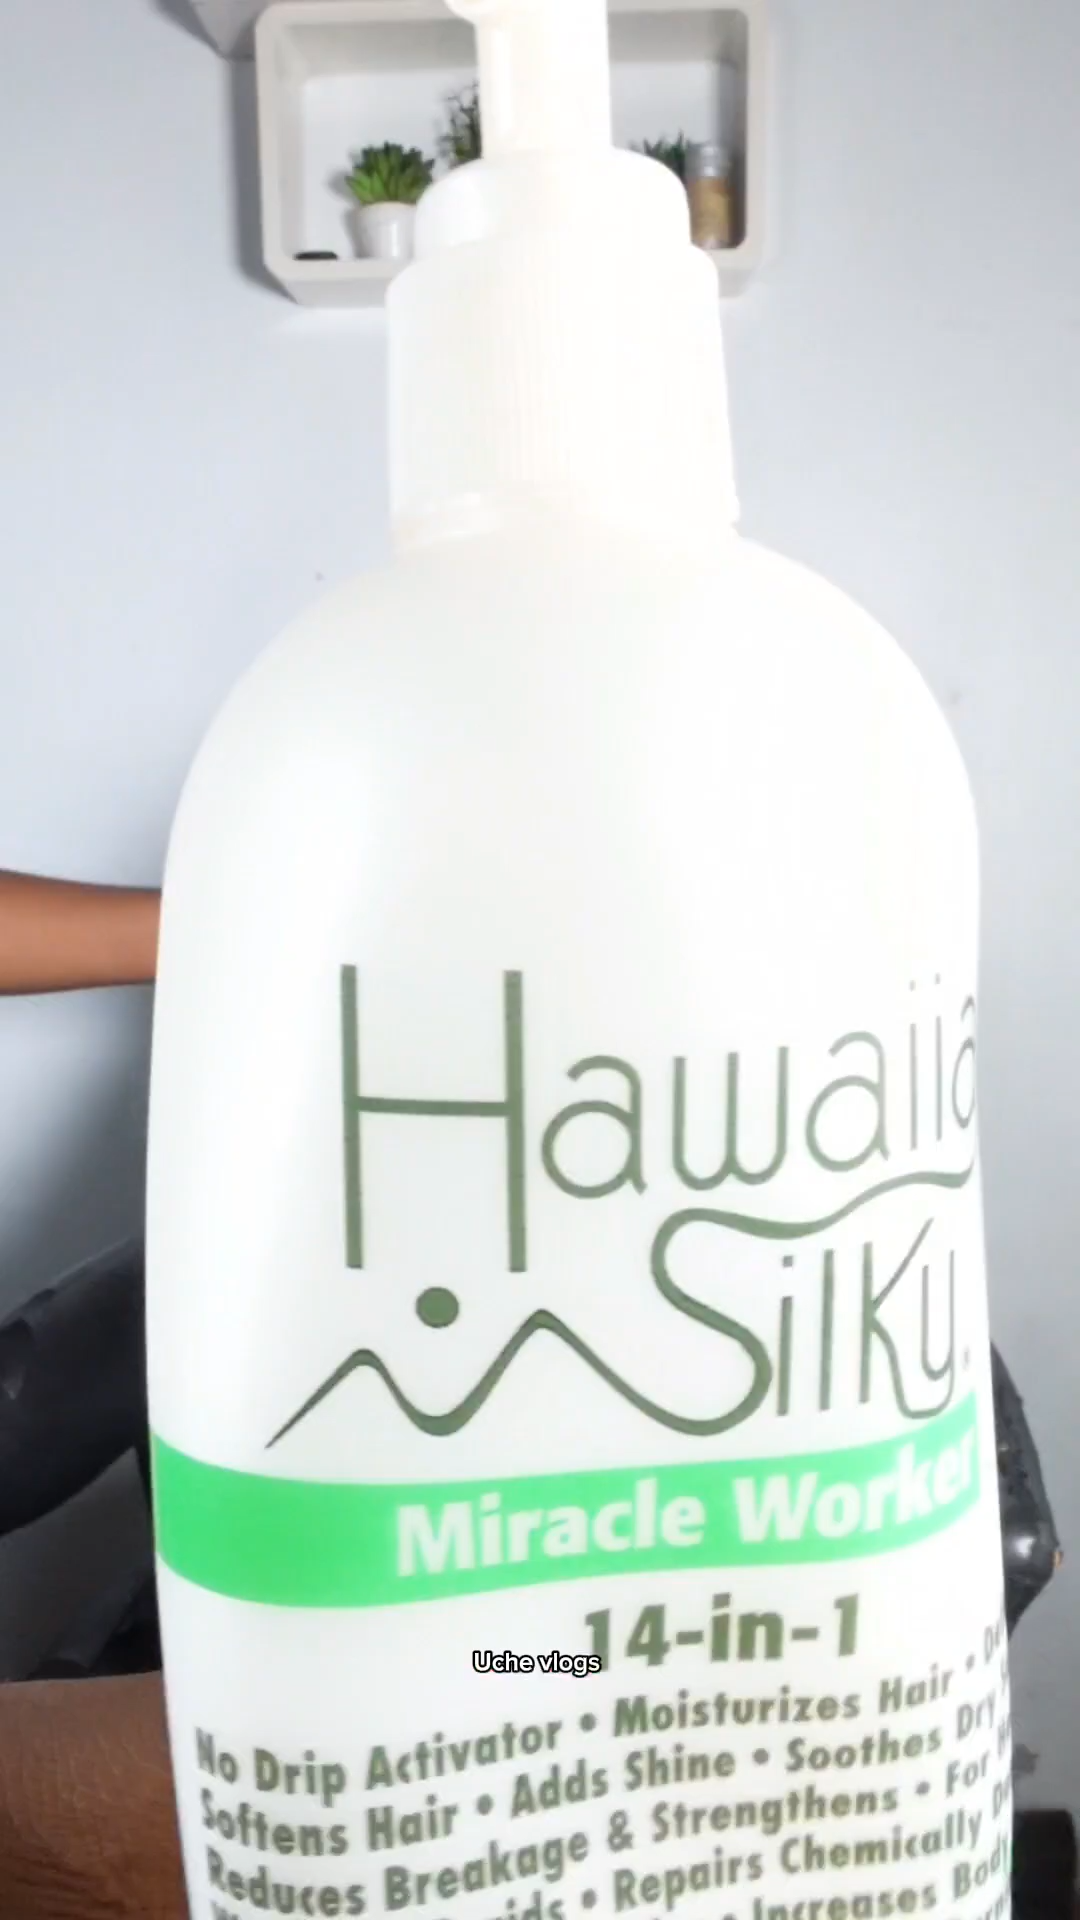 Hawaiia
Silky
Miracle Worker
14-in-1
Uche vlogs
No Drip Activator • Moisturizes Hair •
Softens Hair • Adds Shine • Soothes Dry
Reduces Breakage & Strengthens • For
• Repairs Chemically
• Increases Body